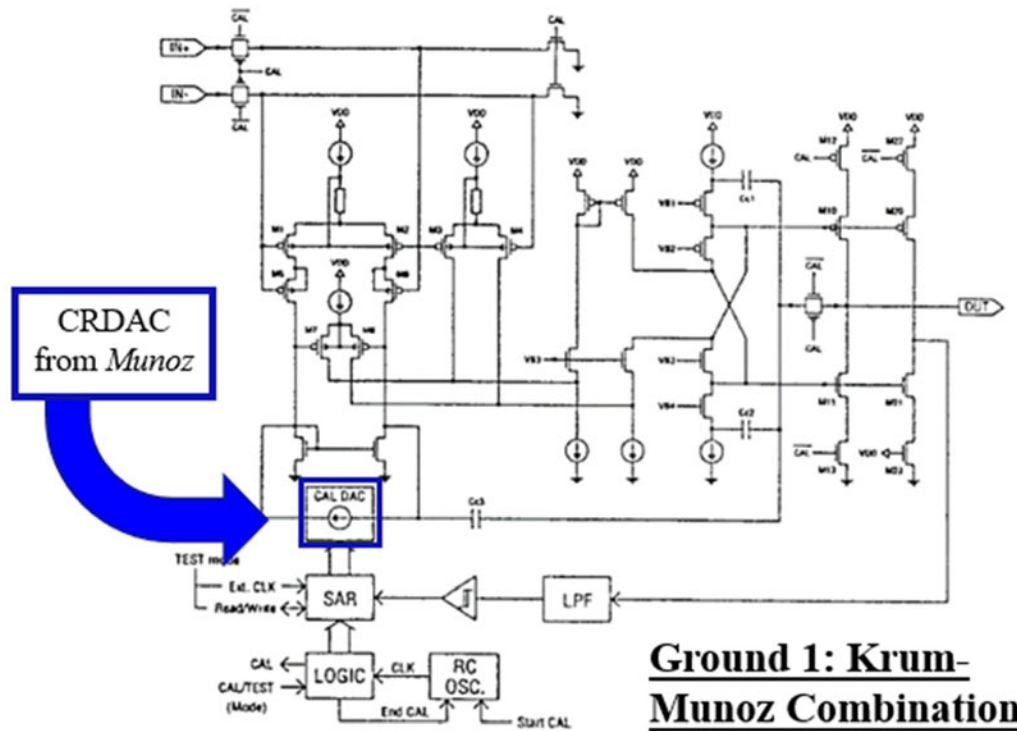 CAL
IN+
CAL
CAL
IN-
CAL
VDD
VDD
VDD
VDD
VDD
M12
VDD
M22
VDD
CAL
CAL
Cc1
VB1
M10
M20
VB2
M1
M2
M3
M4
M5
M6
VDD
M7
M8
CAL
OUT
CAL
CRDAC
from Munoz
VB3
VB3
M11
M21
VB4
Cc2
CAL
M13
VDD
M23
CAL DAC
Cc3
TEST mode
Ext. CLK
Read/Write
SAR
LPF
CAL
CAL/TEST
(Mode)
LOGIC
CLK
RC
OSC.
End CAL
Start CAL
Ground 1: Krum-
Munoz Combination